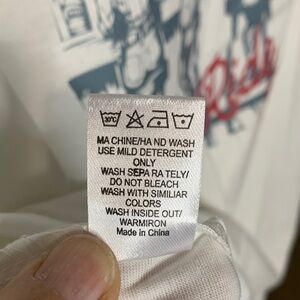 Ride
30°C
MA CHINE/HA ND WASH
USE MILD DETERGENT
ONLY
WASH SEPA RA TELY/
DO NOT BLEACH
WASH WITH SIMILIAR
COLORS
WASH INSIDE OUT/
WARMIRON
Made in China